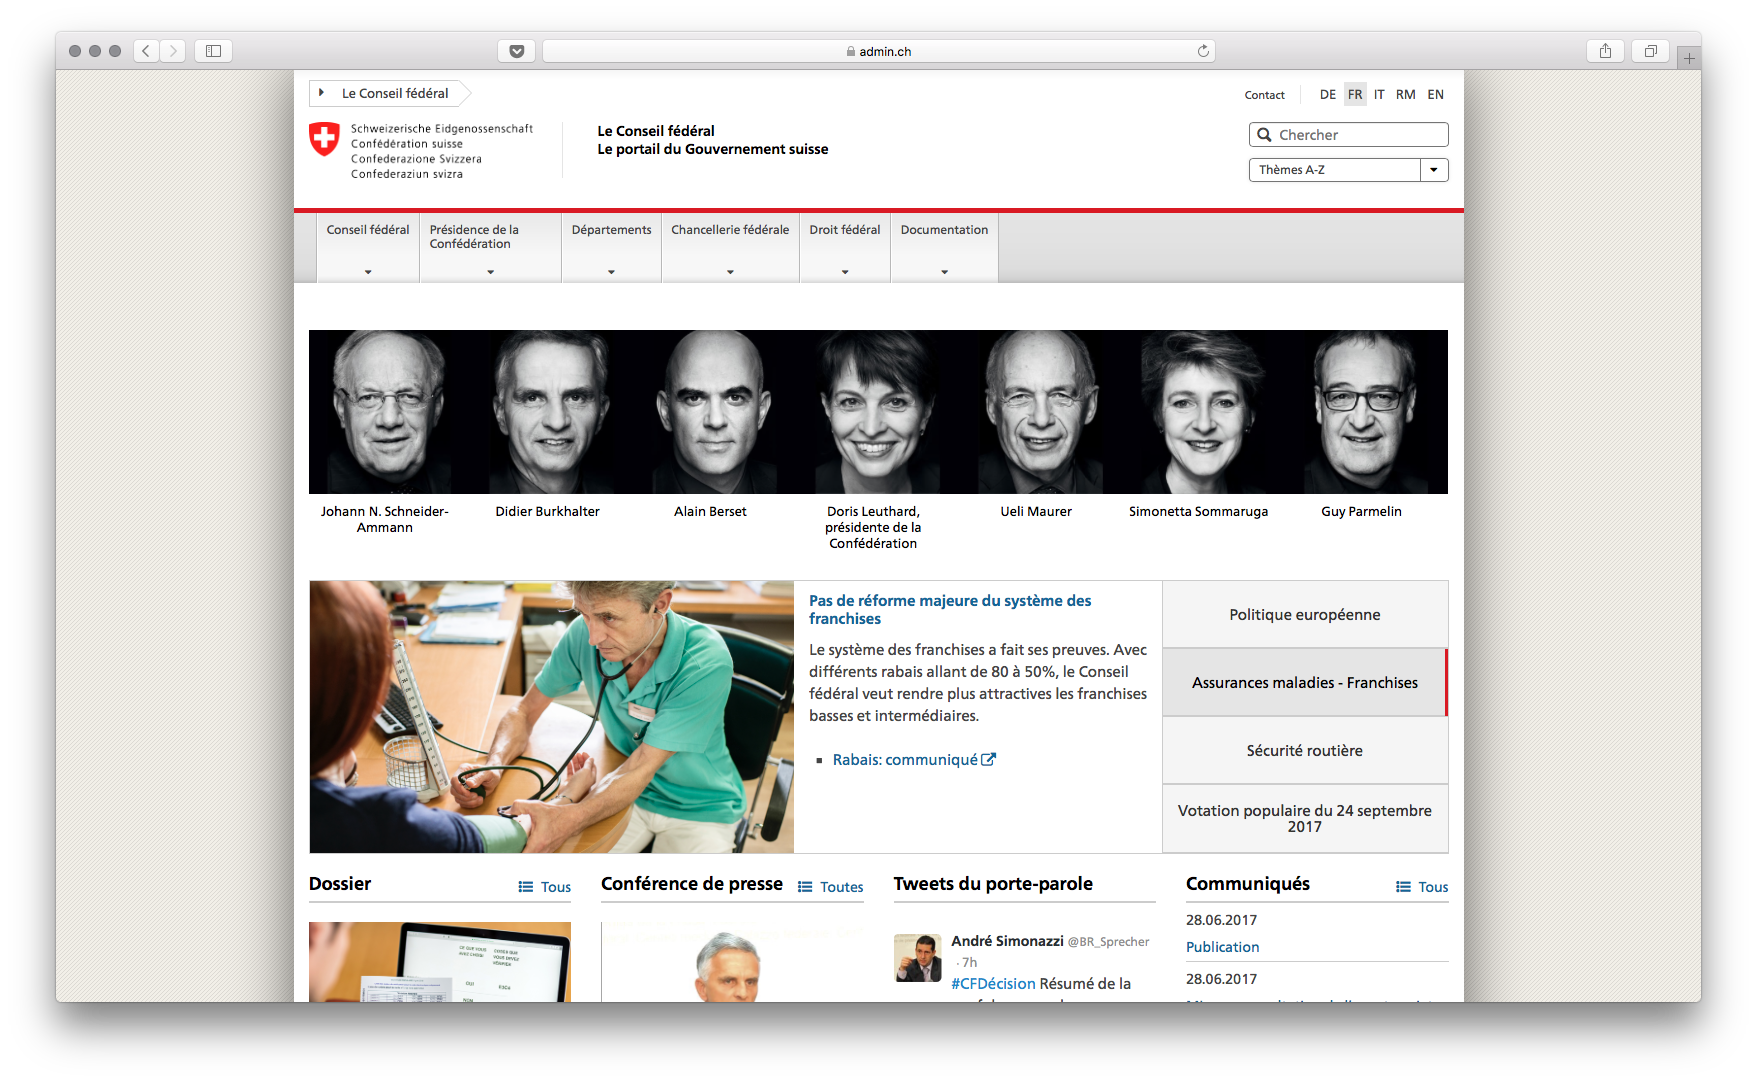 admin.ch
Le Conseil fédéral
Contact
DE FR IT RM EN
Schweizerische Eidgenossenschaft
Confédération suisse
Confederazione Svizzera
Confederaziun svizra
Le Conseil fédéral
Le portail du Gouvernement suisse
Chercher
Thèmes A-Z
Conseil fédéral
Présidence de la
Confédération
Départements
Chancellerie fédérale
Droit fédéral
Documentation
Johann N. Schneider-
Ammann
Didier Burkhalter
Alain Berset
Doris Leuthard,
présidente de la
Confédération
Ueli Maurer
Simonetta Sommaruga
Guy Parmelin
Pas de réforme majeure du système des
franchises
Le système des franchises a fait ses preuves. Avec
différents rabais allant de 80 à 50%, le Conseil
fédéral veut rendre plus attractives les franchises
basses et intermédiaires.
Rabais: communiqué
Politique européenne
Assurances maladies - Franchises
Sécurité routière
Votation populaire du 24 septembre
2017
Dossier
Tous
Conférence de presse
Toutes
Tweets du porte-parole
André Simonazzi @BR_Sprecher
· 7h
#CFDécision Résumé de la
Communiqués
Tous
28.06.2017
Publication
28.06.2017